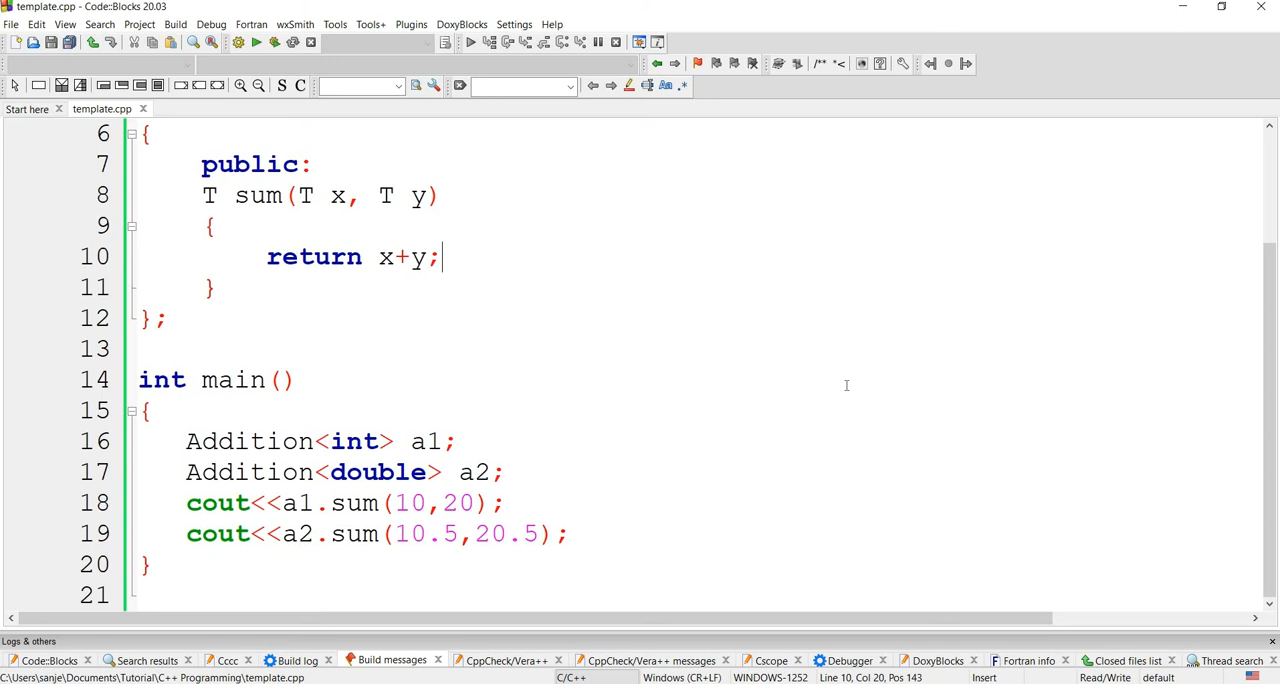 template.cpp - Code::Blocks 20.03
File Edit View Search Project Build Debug Fortran wxSmith Tools Tools+ Plugins DoxyBlocks Settings Help
/** *<
S C
Aa .*
Start here template.cpp
6 {
7 public:
8 T sum(T x, T y)
9 {
10 return x+y;
11 }
12 };
13
14 int main()
15 {
16 Addition<int> a1;
17 Addition<double> a2;
18 cout<<a1.sum(10,20);
19 cout<<a2.sum(10.5,20.5);
20 }
21
Logs & others
Code::Blocks Search results Cccc Build log Build messages CppCheck/Vera++ CppCheck/Vera++ messages Cscope Debugger DoxyBlocks F Fortran info Closed files list Thread search
C:\Users\sanje\Documents\Tutorial\C++ Programming\template.cpp C/C++ Windows (CR+LF) WINDOWS-1252 Line 10, Col 20, Pos 143 Insert Read/Write default